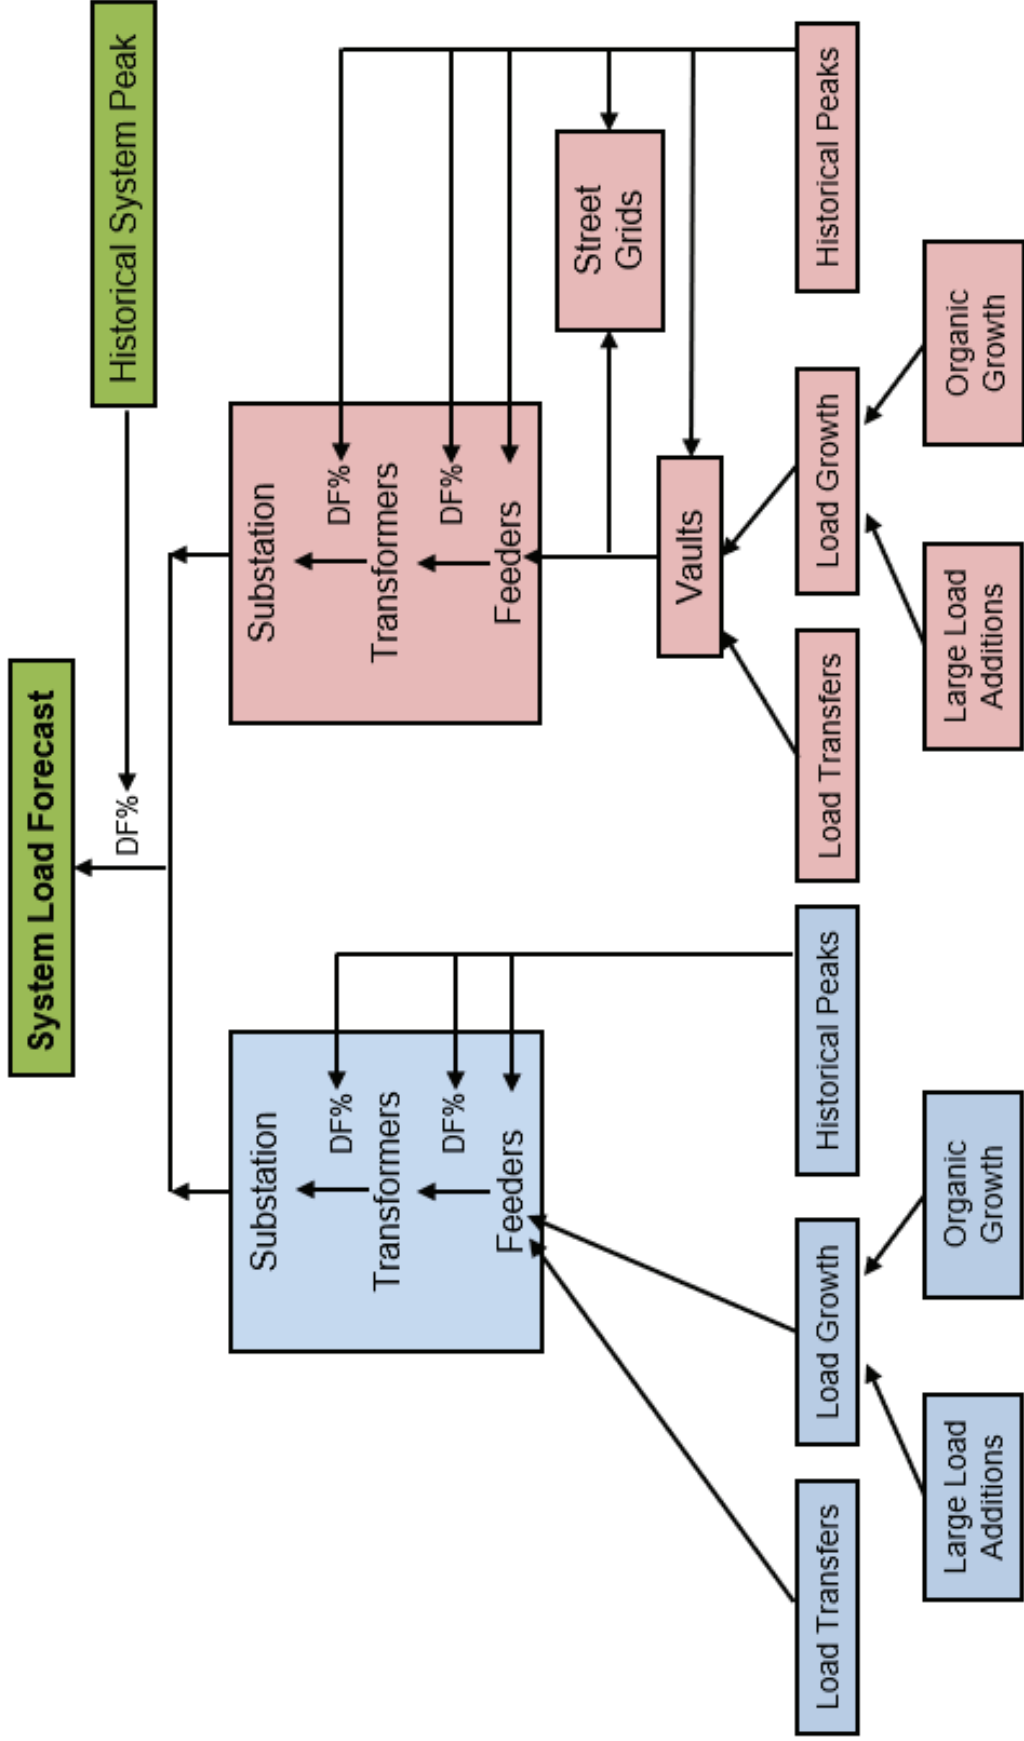 System Load Forecast
DF%
Historical System Peak
Substation
DF%
Transformers
DF%
Feeders
Substation
DF%
Transformers
DF%
Feeders
Street
Grids
Vaults
Load Transfers
Load Growth
Historical Peaks
Load Transfers
Load Growth
Historical Peaks
Large Load
Additions
Organic
Growth
Large Load
Additions
Organic
Growth